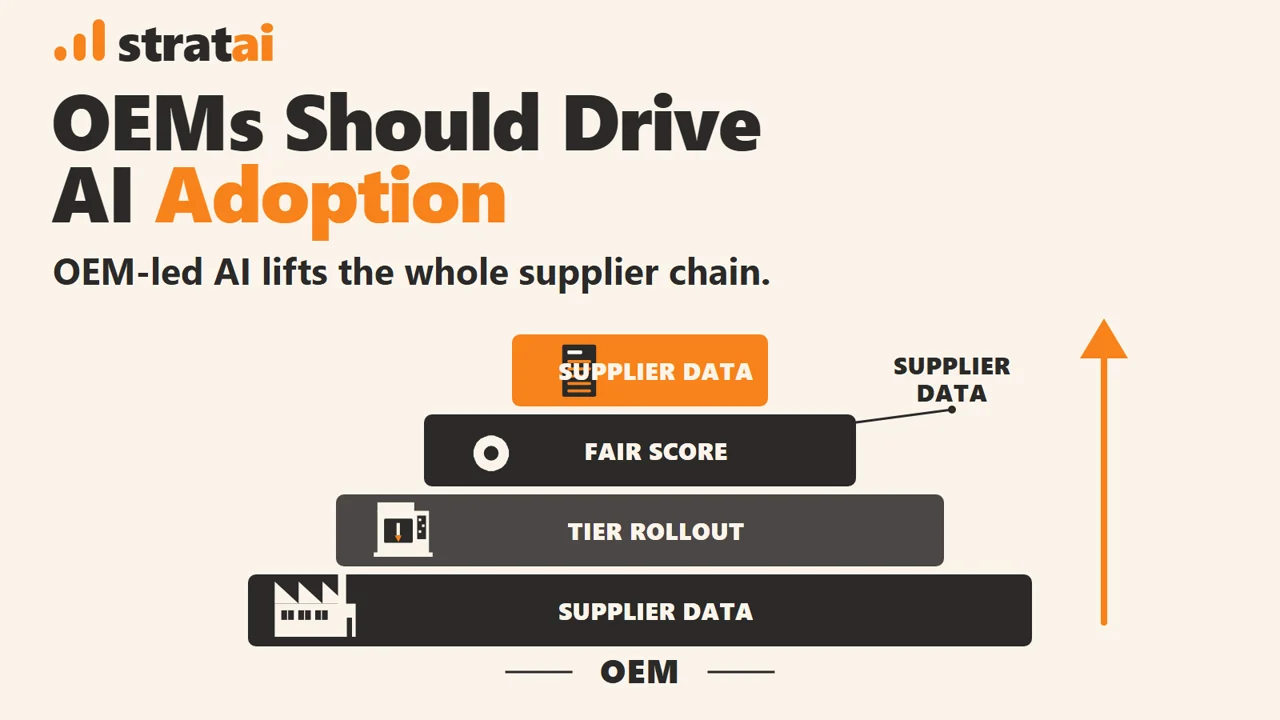 stratai
OEMs Should Drive
AI Adoption
OEM-led AI lifts the whole supplier chain.
SUPPLIER DATA
SUPPLIER
DATA
FAIR SCORE
TIER ROLLOUT
SUPPLIER DATA
OEM